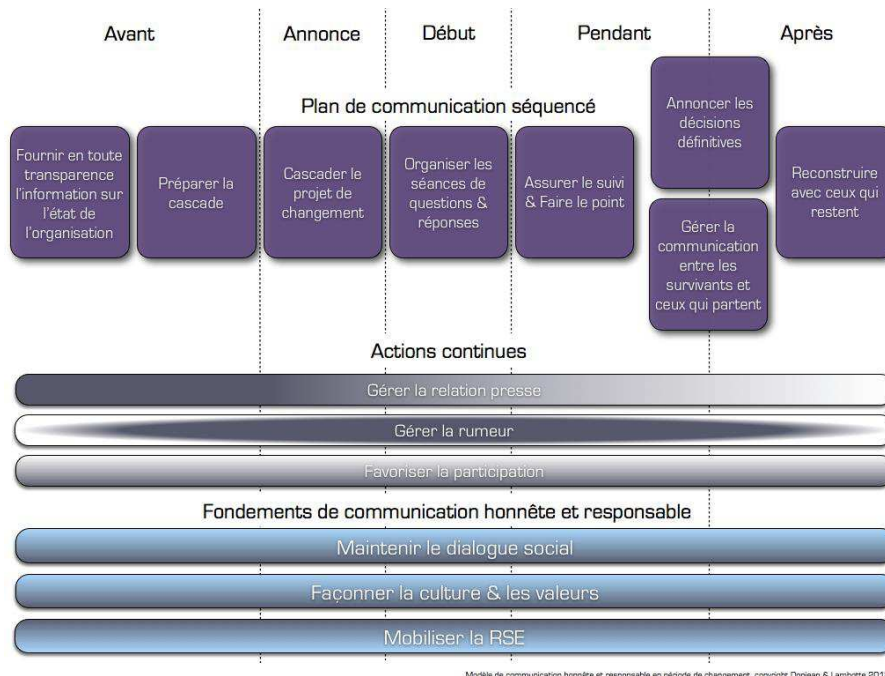 Avant
Annonce
Début
Pendant
Après
Plan de communication séquencé
Fournir en toute
transparence
l'information sur
l'état de
l'organisation
Préparer la
cascade
Cascader le
projet de
changement
Organiser les
séances de
questions &
réponses
Assurer le suivi
& Faire le point
Annoncer les
décisions
définitives
Gérer la
communication
entre les
survivants et
ceux qui partent
Reconstruire
avec ceux qui
restent
Actions continues
Gérer la relation presse
Gérer la rumeur
Favoriser la participation
Fondements de communication honnête et responsable
Maintenir le dialogue social
Façonner la culture & les valeurs
Mobiliser la RSE
Modèle de communication honnête et responsable en période de changement, copyright Donjean & Lambotte